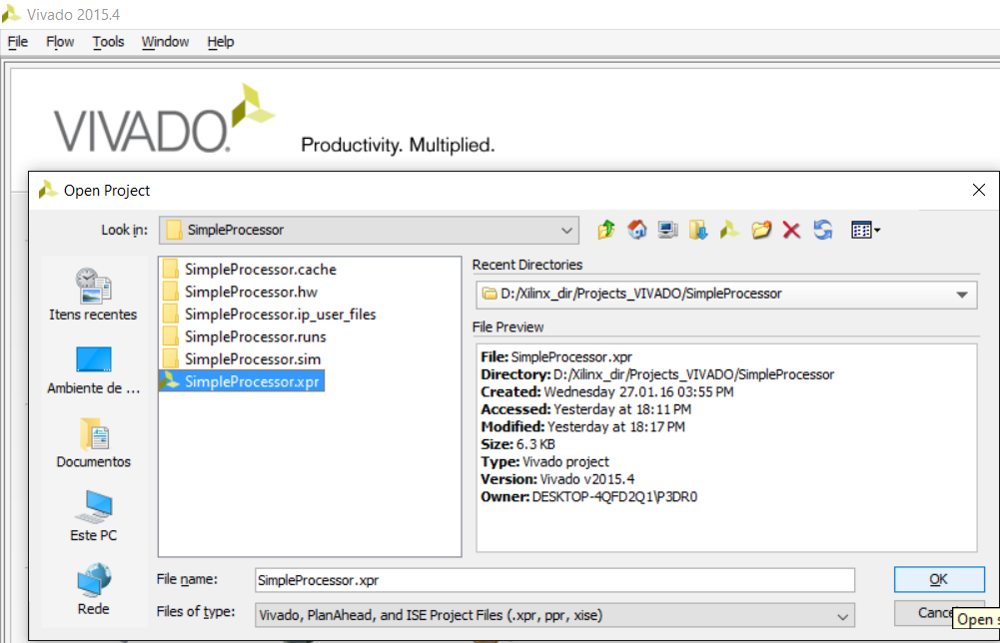 Vivado 2015.4
File Flow Tools Window Help
VIVADO.
Productivity. Multiplied.
Open Project
Look in: SimpleProcessor
Itens recentes
Ambiente de ...
Documentos
Este PC
Rede
SimpleProcessor.cache
SimpleProcessor.hw
SimpleProcessor.ip_user_files
SimpleProcessor.runs
SimpleProcessor.sim
SimpleProcessor.xpr
Recent Directories
D:/Xilinx_dir/Projects_VIVADO/SimpleProcessor
File Preview
File: SimpleProcessor.xpr
Directory: D:/Xilinx_dir/Projects_VIVADO/SimpleProcessor
Created: Wednesday 27.01.16 03:55 PM
Accessed: Yesterday at 18:11 PM
Modified: Yesterday at 18:17 PM
Size: 6.3 KB
Type: Vivado project
Version: Vivado v2015.4
Owner: DESKTOP-4QFD2Q1\P3DR0
File name: SimpleProcessor.xpr
OK
Files of type: Vivado, PlanAhead, and ISE Project Files (.xpr, ppr, xise)
Cance
Open s